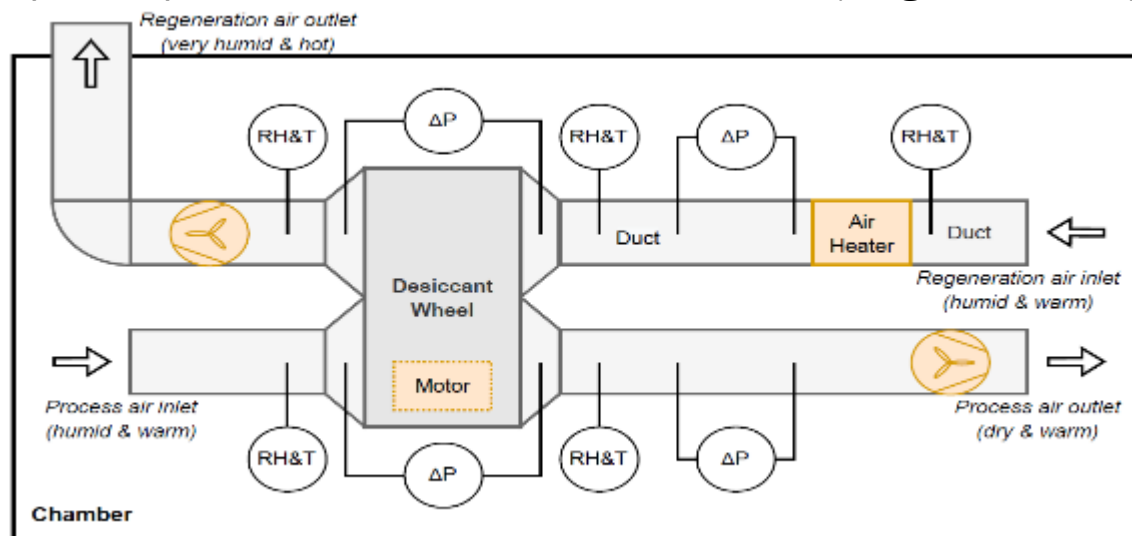 Regeneration air outlet
(very humid & hot)
RH&T
ΔP
RH&T
ΔP
RH&T
Duct
Air
Heater
Duct
Regeneration air inlet
(humid & warm)
Desiccant
Wheel
Motor
Process air inlet
(humid & warm)
Process air outlet
(dry & warm)
RH&T
ΔP
RH&T
ΔP
Chamber